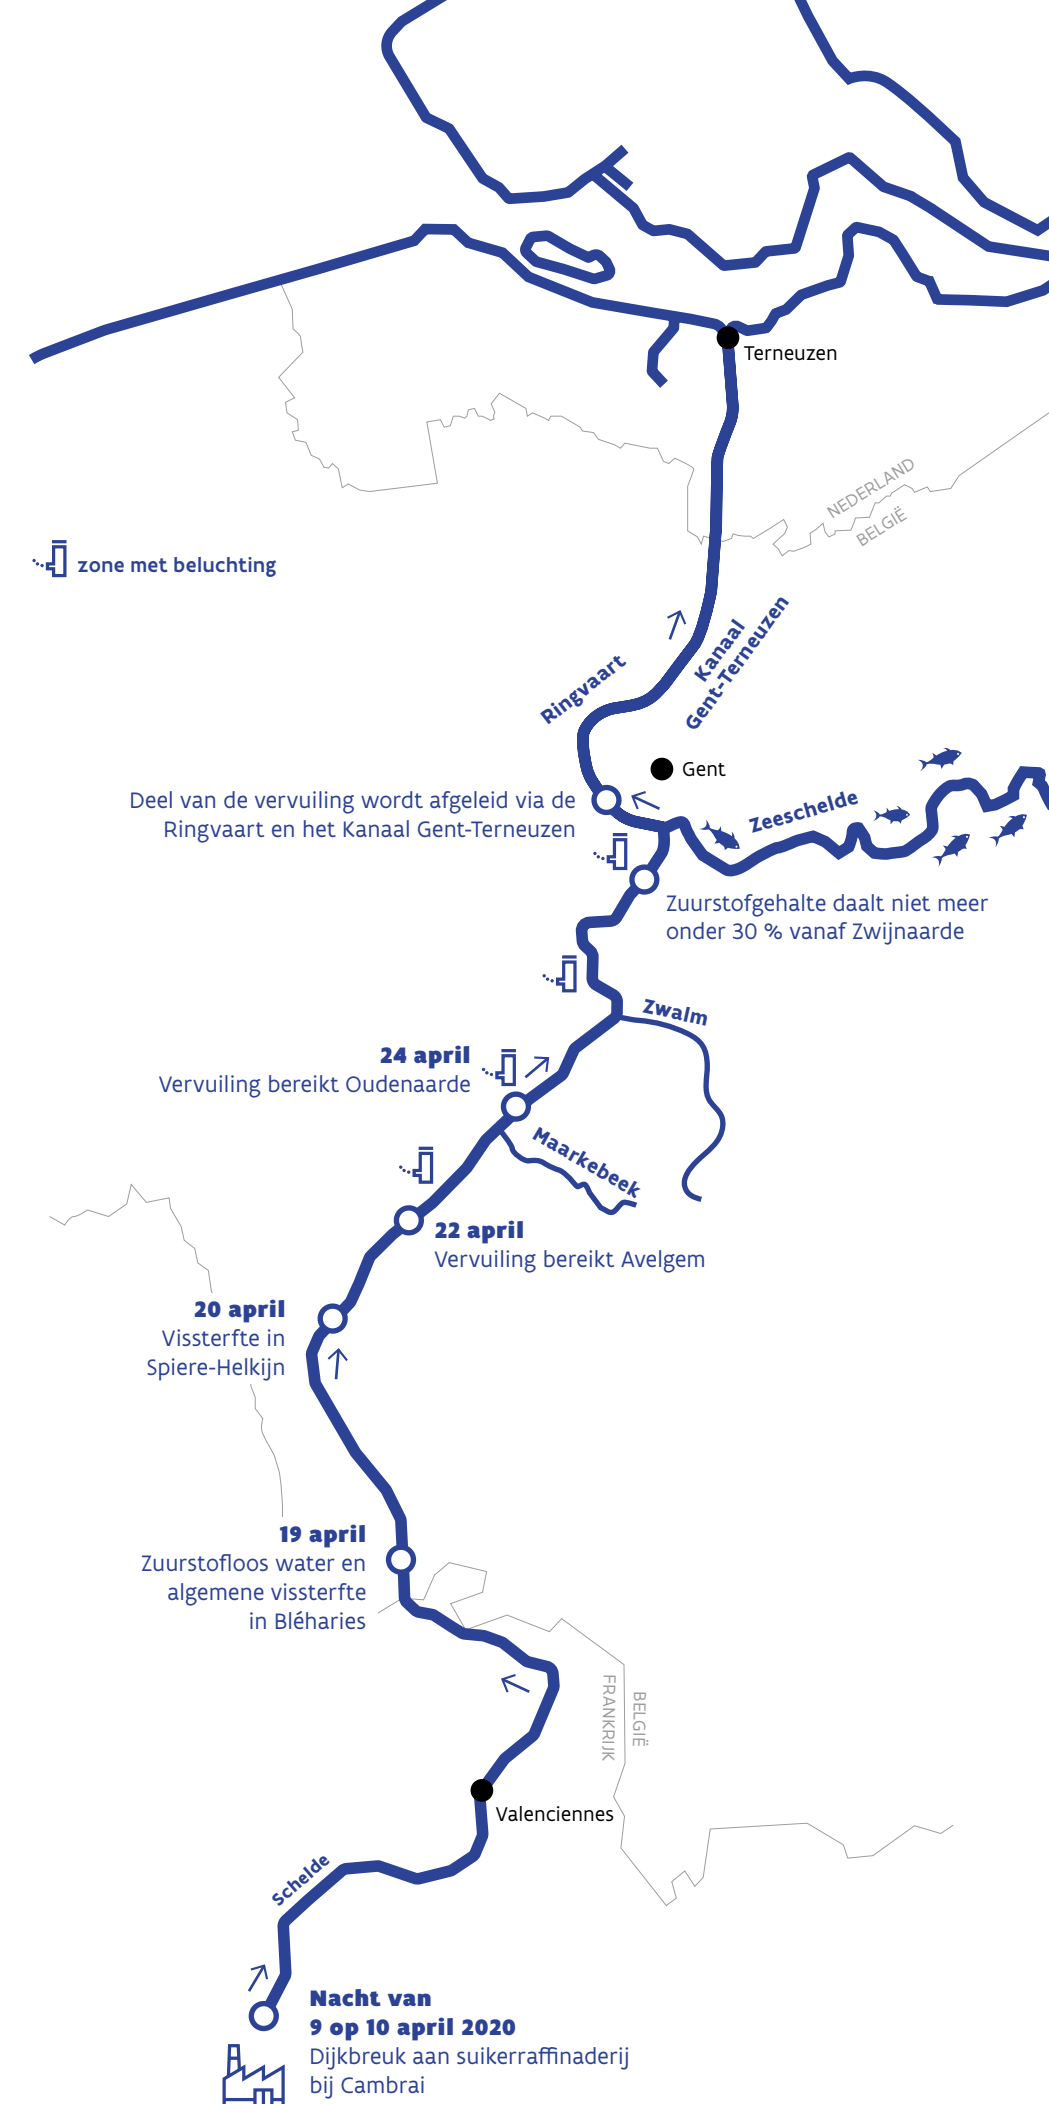 Terneuzen
NEDERLAND
BELGIË
zone met beluchting
Kanaal
Gent-Terneuzen
Ringvaart
Gent
Deel van de vervuiling wordt afgeleid via de
Ringvaart en het Kanaal Gent-Terneuzen
Zeeschelde
Zuurstofgehalte daalt niet meer
onder 30 % vanaf Zwijnaarde
Zwalm
24 april
Vervuiling bereikt Oudenaarde
Maarkebeek
22 april
Vervuiling bereikt Avelgem
20 april
Vissterfte in
Spiere-Helkijn
19 april
Zuurstofloos water en
algemene vissterfte
in Bléharies
FRANKRIJK
BELGIË
Valenciennes
Schelde
Nacht van
9 op 10 april 2020
Dijkbreuk aan suikerraffinaderij
bij Cambrai